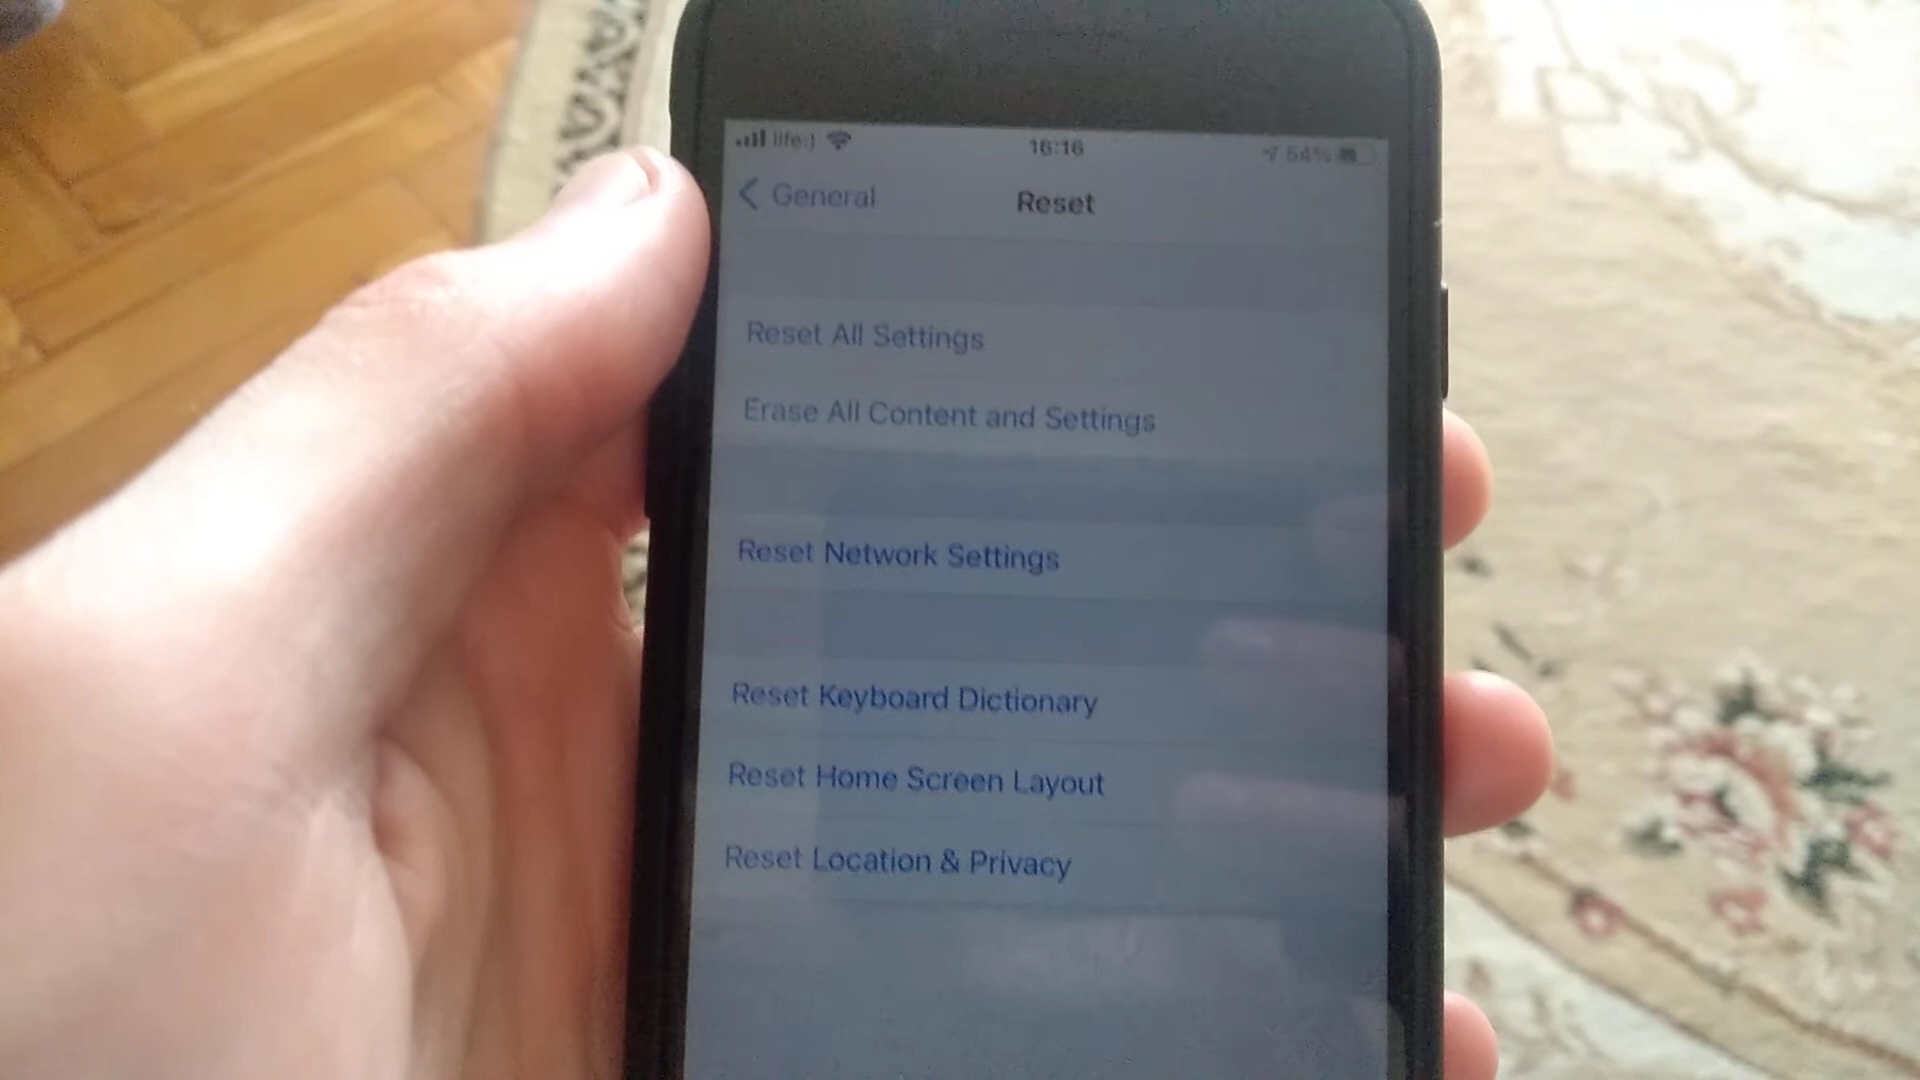 life:) 16:16 54%
General Reset
Reset All Settings
Erase All Content and Settings
Reset Network Settings
Reset Keyboard Dictionary
Reset Home Screen Layout
Reset Location & Privacy